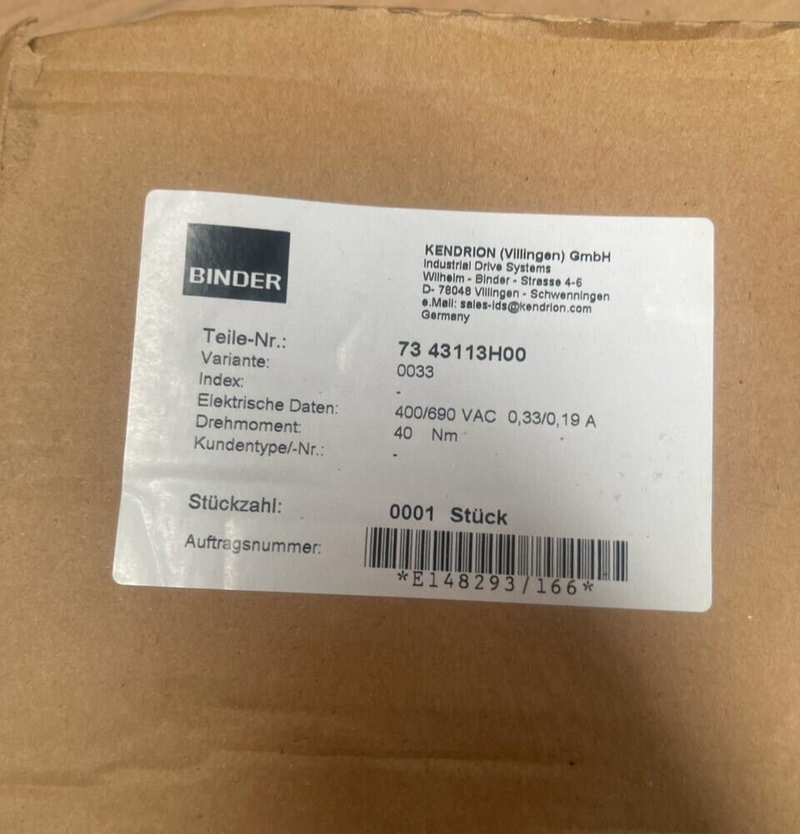 BINDER
KENDRION (Villingen) GmbH
Industrial Drive Systems
Wilhelm - Binder - Strasse 4-6
D- 78048 Villingen - Schwenningen
e.Mail: sales-ids@kendrion.com
Germany
Teile-Nr.: 73 43113H00
Variante: 0033
Index: -
Elektrische Daten: 400/690 VAC 0,33/0,19 A
Drehmoment: 40 Nm
Kundentype/-Nr.: -
Stückzahl: 0001 Stück
Auftragsnummer:
*E148293/166*